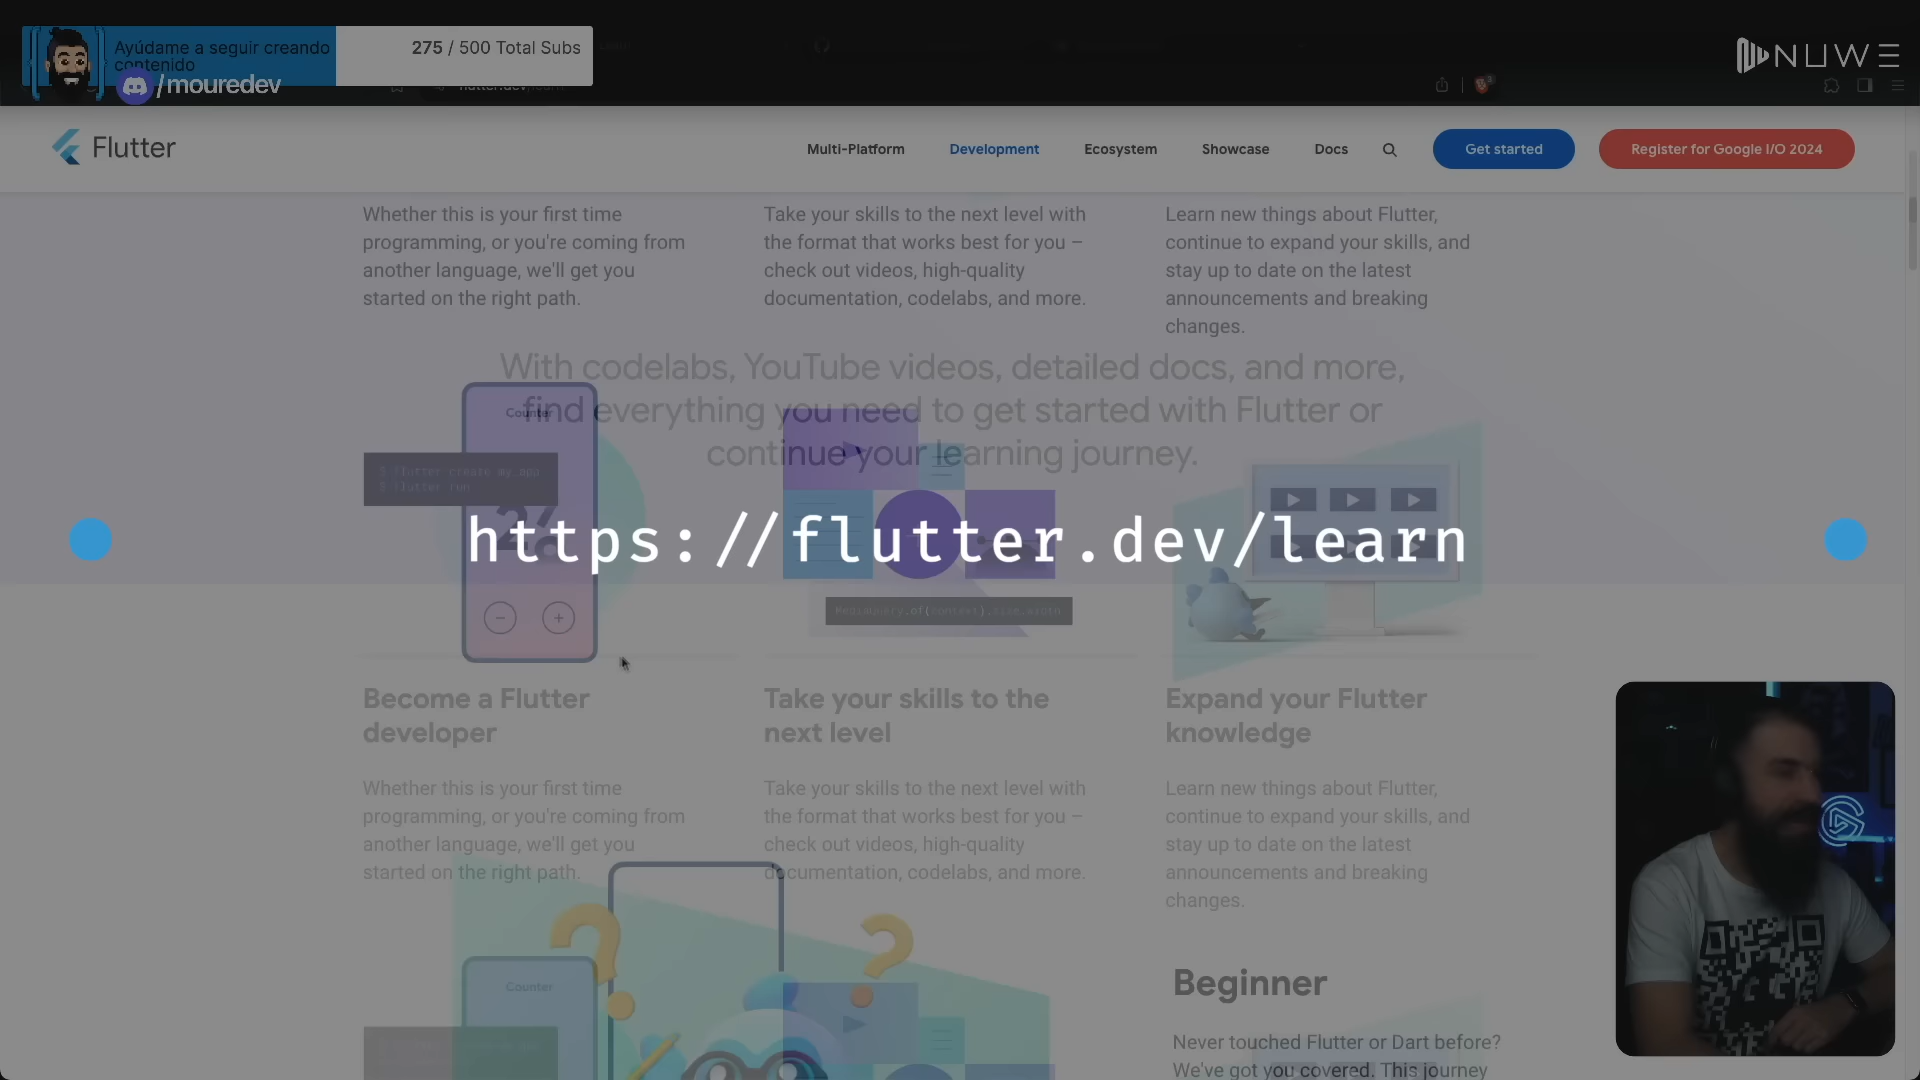 Ayúdame a seguir creando
contenido
275 / 500 Total Subs
/mouredev
NUWE
Flutter
Multi-Platform
Development
Ecosystem
Showcase
Docs
Get started
Register for Google I/O 2024
Whether this is your first time
programming, or you're coming from
another language, we'll get you
started on the right path.
Take your skills to the next level with
the format that works best for you –
check out videos, high-quality
documentation, codelabs, and more.
Learn new things about Flutter,
continue to expand your skills, and
stay up to date on the latest
announcements and breaking
changes.
With codelabs, YouTube videos, detailed docs, and more,
find everything you need to get started with Flutter or
continue your learning journey.
Counter
$ flutter create my_app
$ flutter run
https://flutter.dev/learn
MediaQuery.of(context).size.width
Become a Flutter
developer
Take your skills to the
next level
Expand your Flutter
knowledge
Whether this is your first time
programming, or you're coming from
another language, we'll get you
started on the right path.
Take your skills to the next level with
the format that works best for you –
check out videos, high-quality
documentation, codelabs, and more.
Learn new things about Flutter,
continue to expand your skills, and
stay up to date on the latest
announcements and breaking
changes.
Counter
Beginner
Never touched Flutter or Dart before?
We've got you covered. This journey